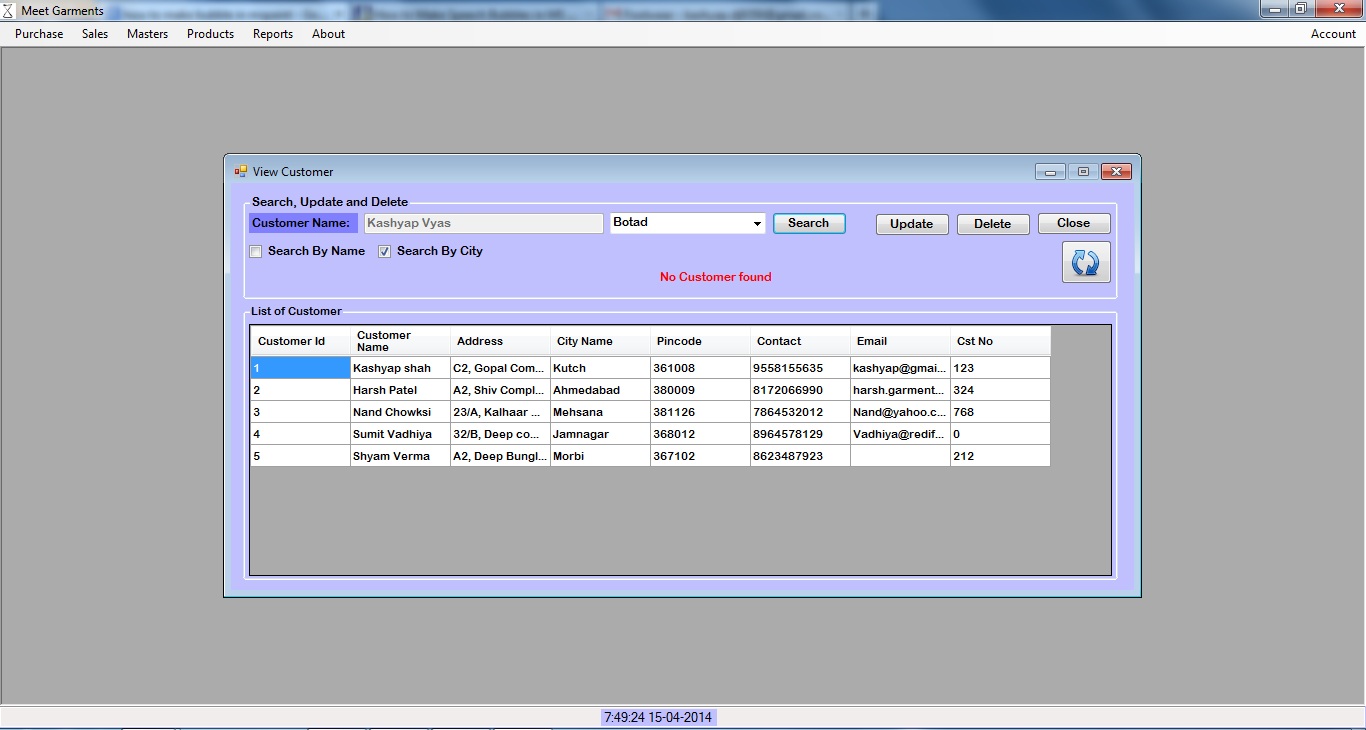 Meet Garments
Purchase Sales Masters Products Reports About Account
View Customer
Search, Update and Delete
Customer Name: Kashyap Vyas Botad Search Update Delete Close
Search By Name Search By City
No Customer found
List of Customer
Customer Id Customer Name Address City Name Pincode Contact Email Cst No
1 Kashyap shah C2, Gopal Com... Kutch 361008 9558155635 kashyap@gmai... 123
2 Harsh Patel A2, Shiv Compl... Ahmedabad 380009 8172066990 harsh.garment... 324
3 Nand Chowksi 23/A, Kalhaar ... Mehsana 381126 7864532012 Nand@yahoo.c... 768
4 Sumit Vadhiya 32/B, Deep co... Jamnagar 368012 8964578129 Vadhiya@redif... 0
5 Shyam Verma A2, Deep Bungl... Morbi 367102 8623487923 212
7:49:24 15-04-2014